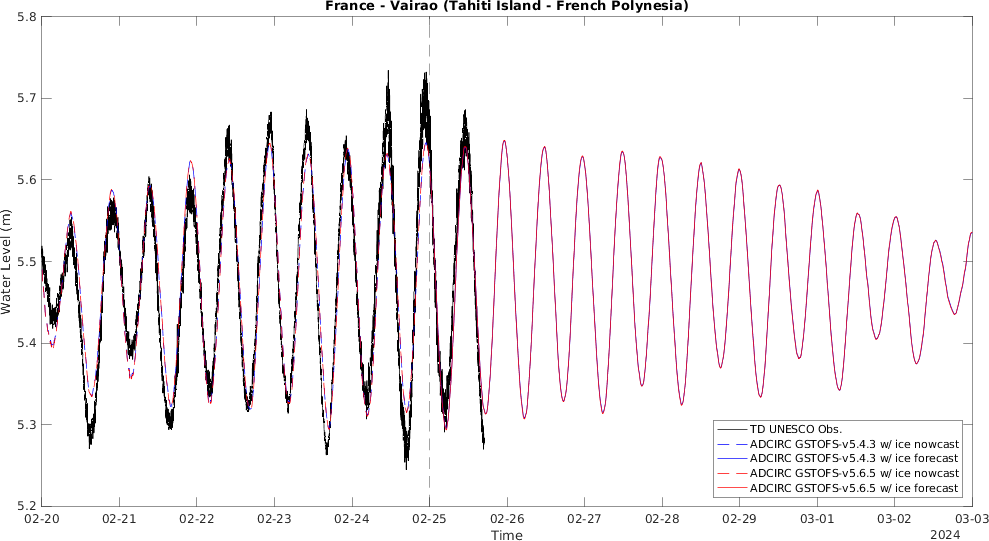 France - Vairao (Tahiti Island - French Polynesia)
5.8
5.7
5.6
5.5
5.4
5.3
5.2
Water Level (m)
TD UNESCO Obs.
ADCIRC GSTOFS-v5.4.3 w/ ice nowcast
ADCIRC GSTOFS-v5.4.3 w/ ice forecast
ADCIRC GSTOFS-v5.6.5 w/ ice nowcast
ADCIRC GSTOFS-v5.6.5 w/ ice forecast
02-20 02-21 02-22 02-23 02-24 02-25 02-26 02-27 02-28 02-29 03-01 03-02 03-03
Time
2024